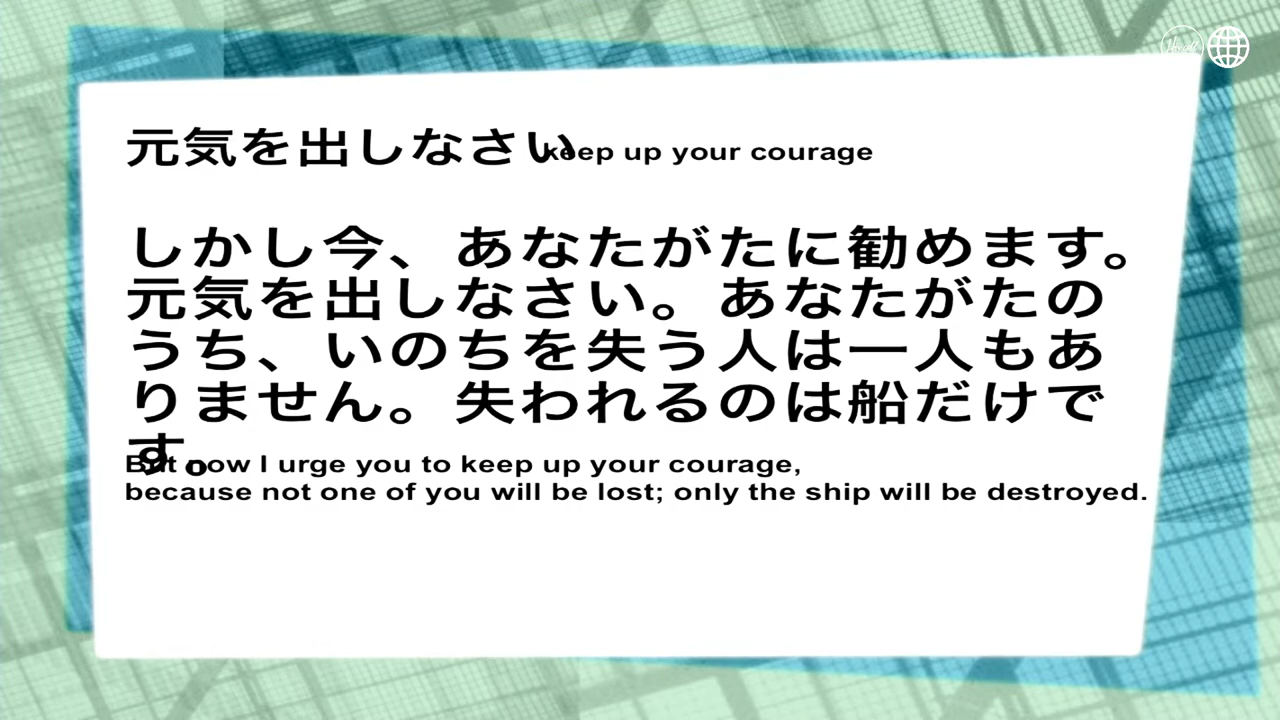 元気を出しなさい keep up your courage
しかし今、あなたがたに勧めます。
元気を出しなさい。あなたがたの
うち、いのちを失う人は一人もあ
りません。失われるのは船だけで
す。
But now I urge you to keep up your courage,
because not one of you will be lost; only the ship will be destroyed.